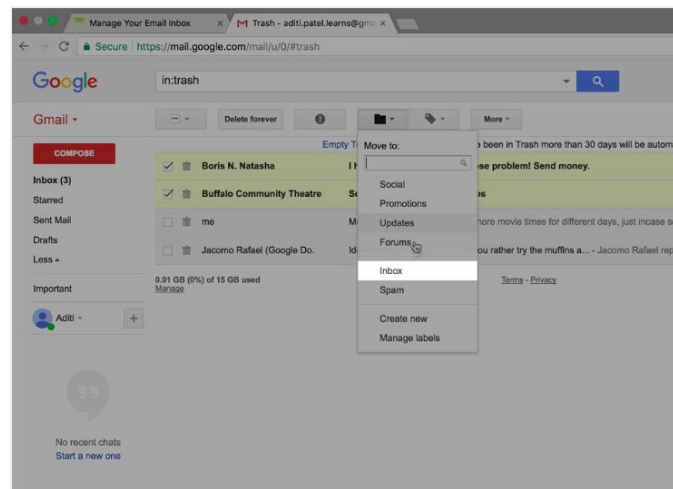 Manage Your Email Inbox
Trash - aditi.patel.learns@gma
Secure https://mail.google.com/mail/u/0/#trash
Google
in:trash
Gmail
Delete forever
More
COMPOSE
Inbox (3)
Starred
Sent Mail
Drafts
Less
Important
Aditi
No recent chats
Start a new one
Empty
been in Trash more than 30 days will be autom
Boris N. Natasha
problem! Send money.
Buffalo Community Theatre
me
more movie times for different days, just incase s
Jacomo Rafael (Google Do.
you rather try the muffins a... - Jacomo Rafael rep
0.01 GB (0%) of 15 GB used
Manage
Terms - Privacy
Move to:
Social
Promotions
Updates
Forums
Inbox
Spam
Create new
Manage labels